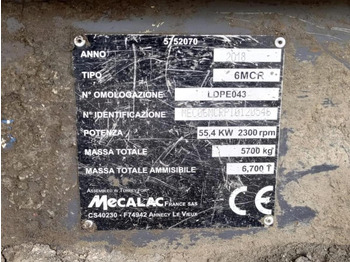 5752070
ANNO 2018
TIPO 6MCR
N° OMOLOGAZIONE LDPE043
N° IDENTIFICAZIONE
POTENZA 55,4 KW 2300 rpm
MASSA TOTALE 5700 kg
MASSA TOTALE AMMISIBILE 6,700 T
ASSEMBLED IN TURKEY FOR
MECALAC FRANCE SAS
CS40230 - F74942 ANNECY LE VIEUX
CE